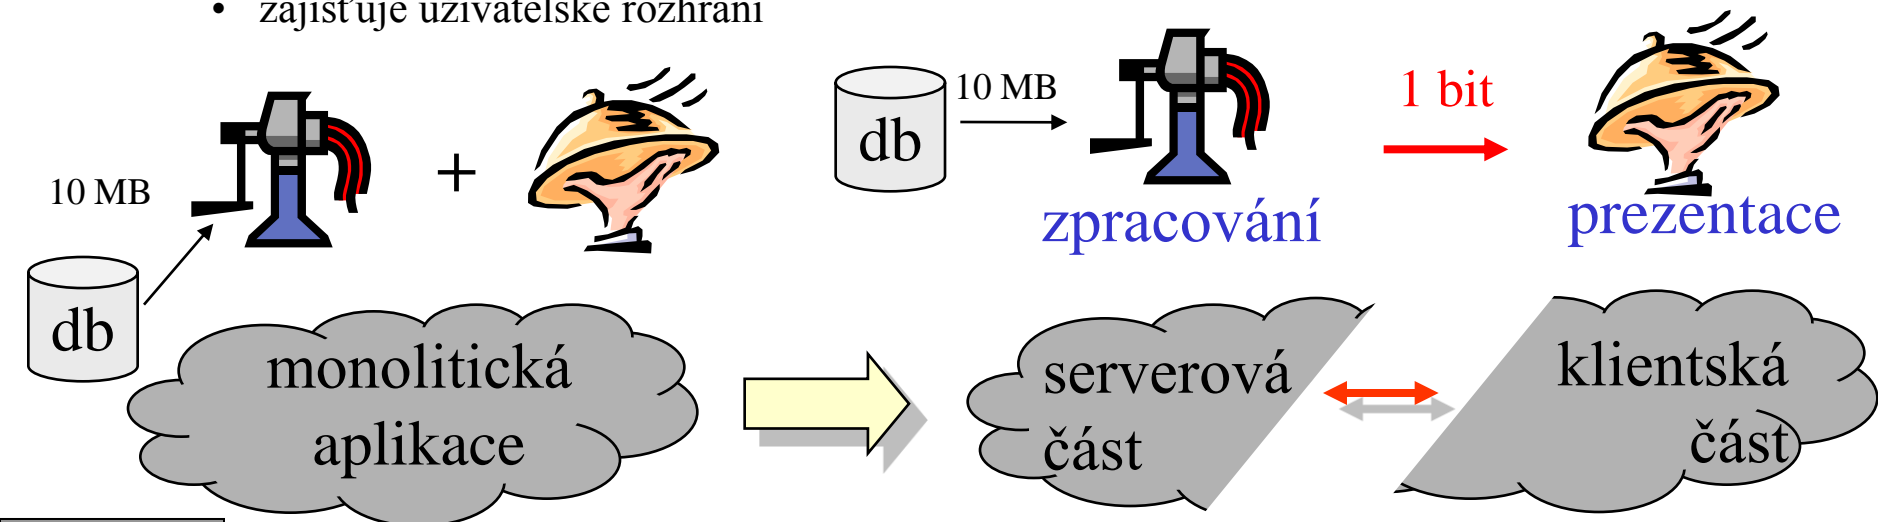 • zajišťuje uživatelské rozhraní
10 MB
db
+
monolitická
aplikace
db
10 MB
1 bit
zpracování
prezentace
serverová
část
klientská
část